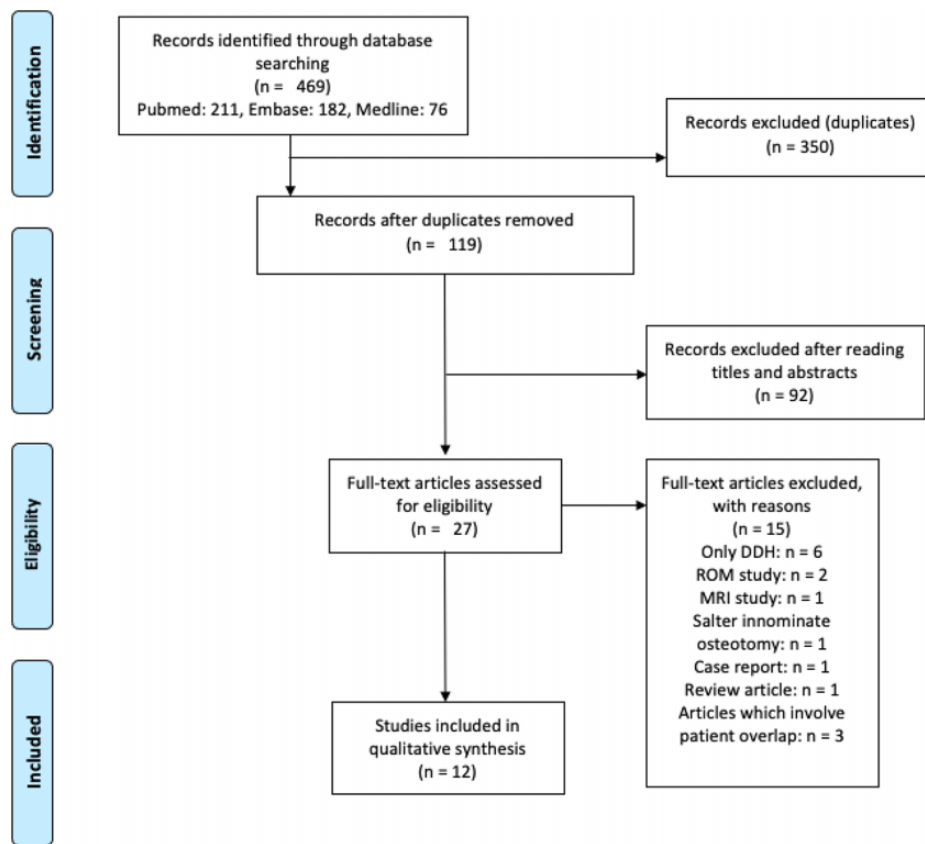 Identification
Records identified through database
searching
(n = 469)
Pubmed: 211, Embase: 182, Medline: 76
Records excluded (duplicates)
(n = 350)
Records after duplicates removed
(n = 119)
Screening
Records excluded after reading
titles and abstracts
(n = 92)
Eligibility
Full-text articles assessed
for eligibility
(n = 27)
Full-text articles excluded,
with reasons
(n = 15)
Only DDH: n = 6
ROM study: n = 2
MRI study: n = 1
Salter innominate
osteotomy: n = 1
Case report: n = 1
Review article: n = 1
Articles which involve
patient overlap: n = 3
Included
Studies included in
qualitative synthesis
(n = 12)